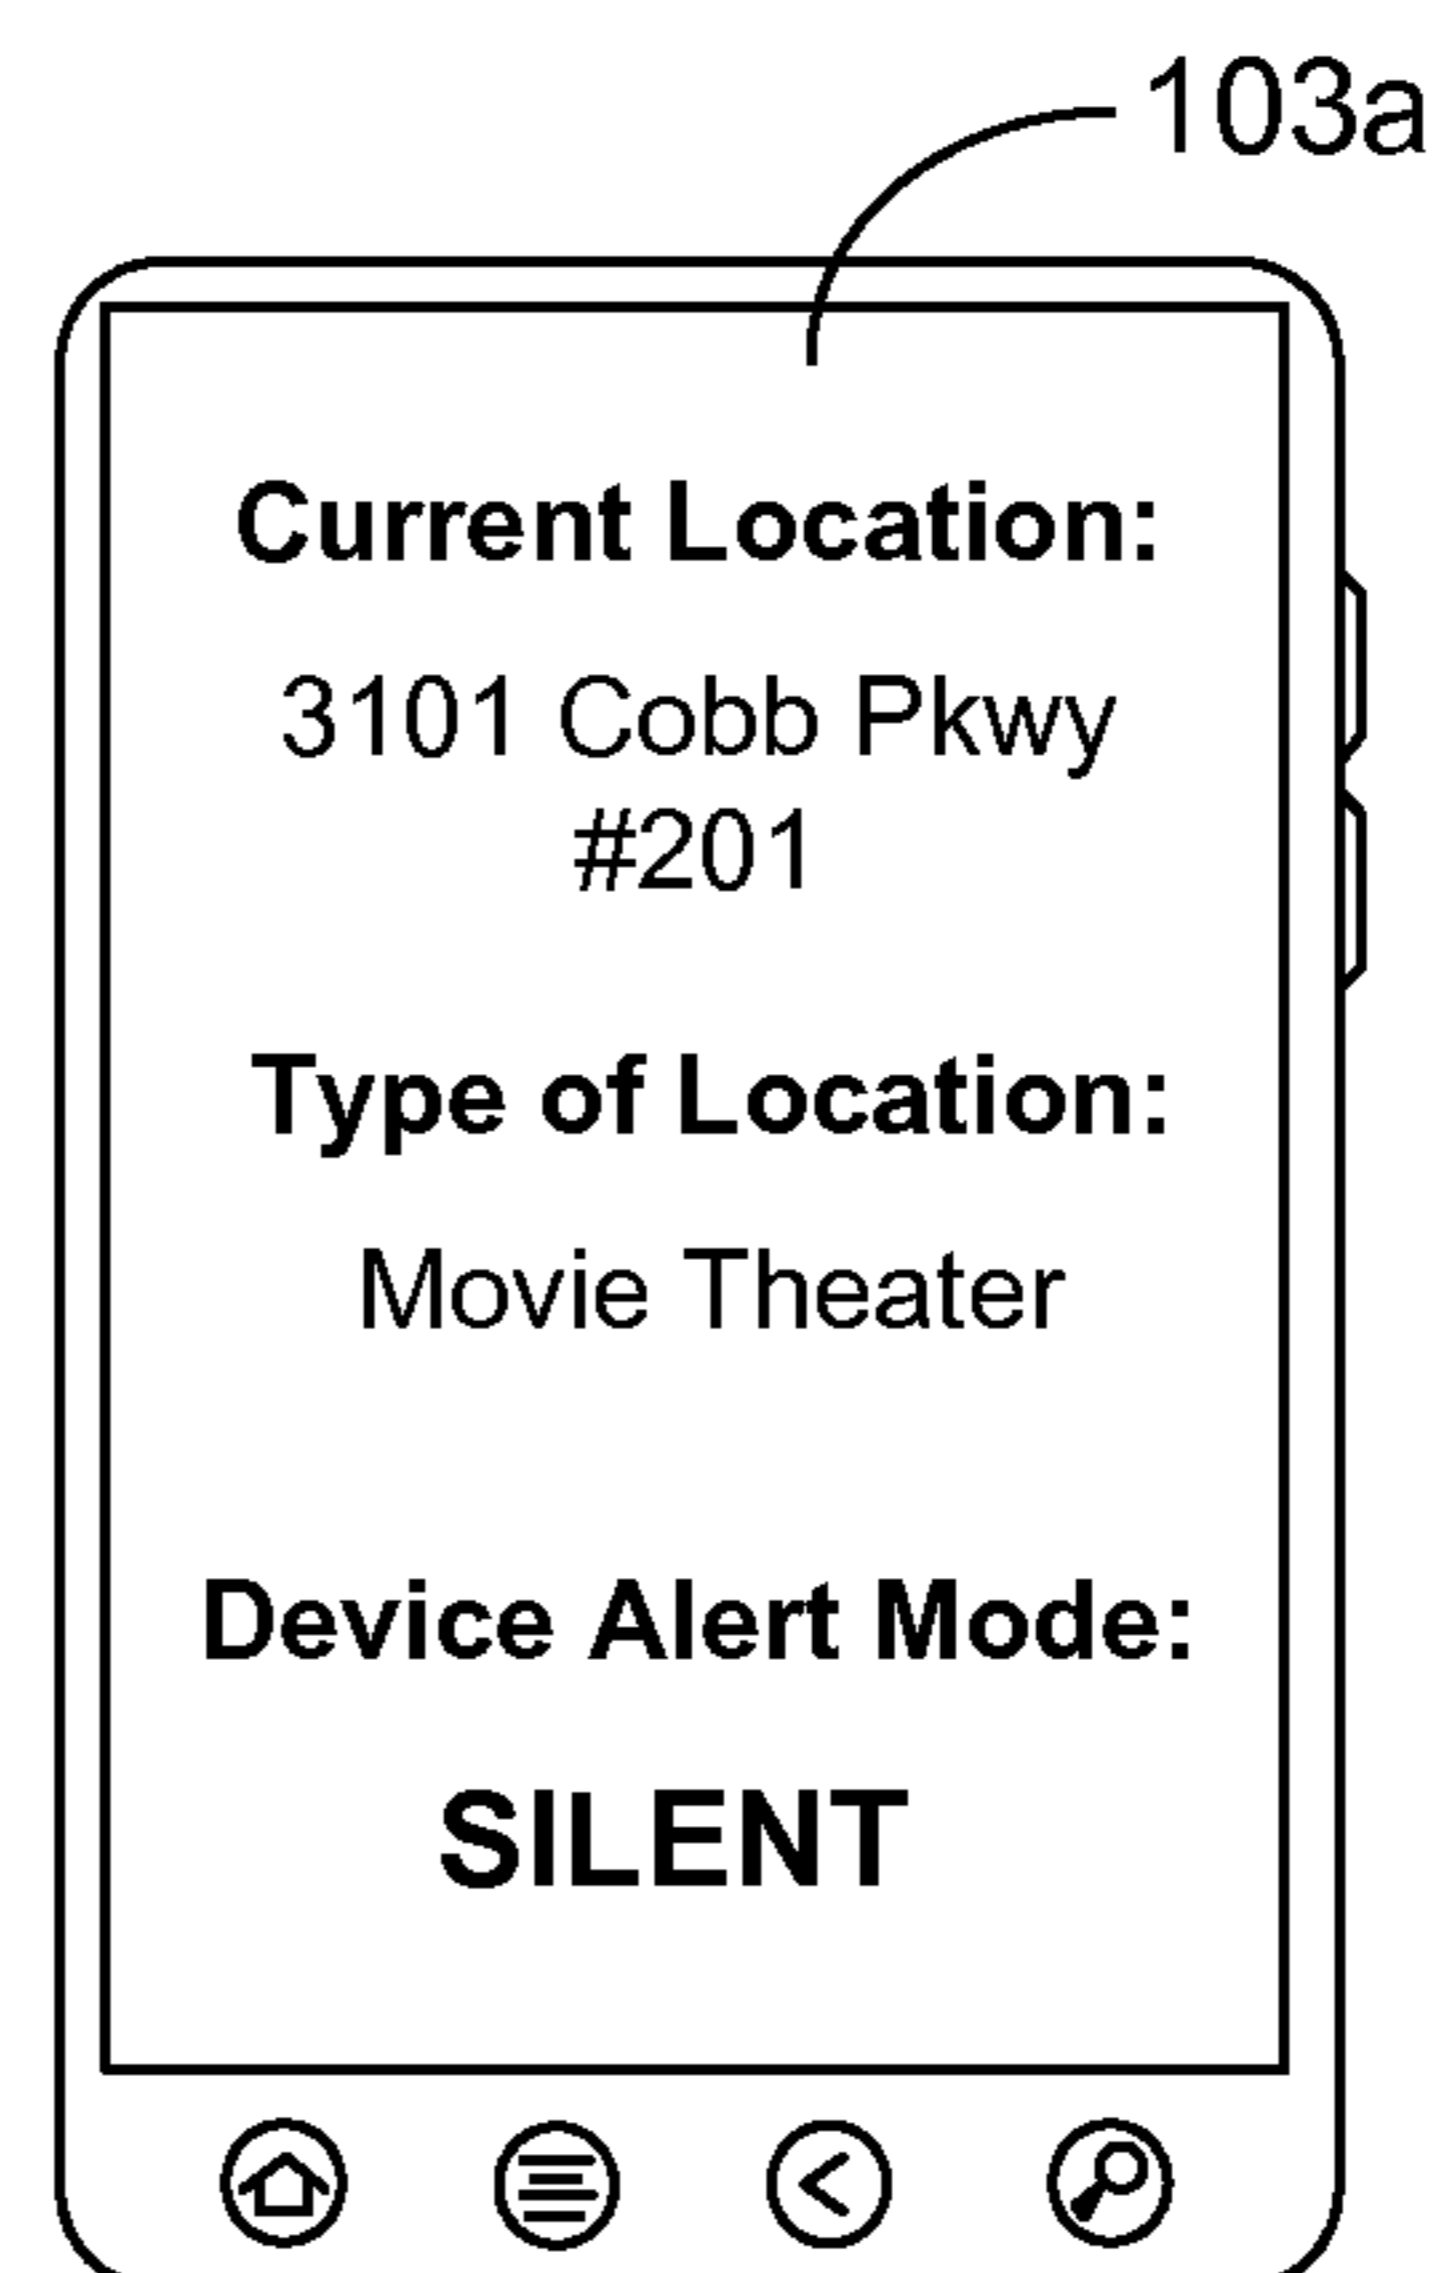 103a
Current Location:
3101 Cobb Pkwy
#201
Type of Location:
Movie Theater
Device Alert Mode:
SILENT